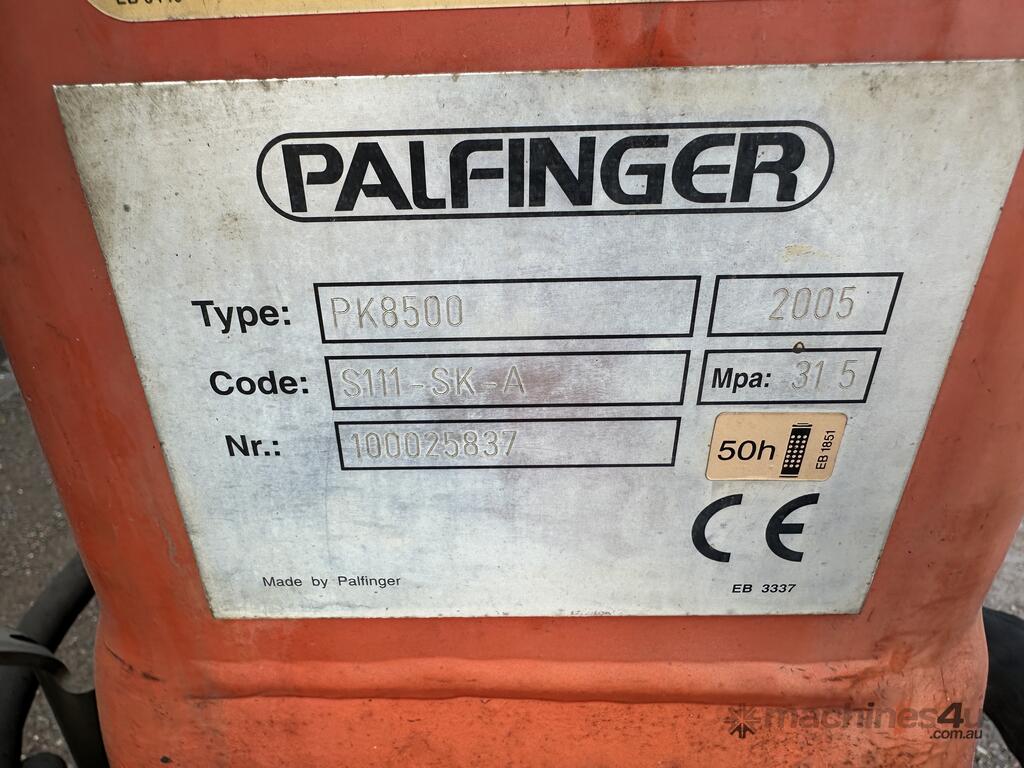 PALFINGER
Type: PK8500 2005
Code: S111-SK-A Mpa: 31 5
Nr.: 100025837
50h EB 1851
CE
Made by Palfinger
EB 3337
machines4u
.com.au